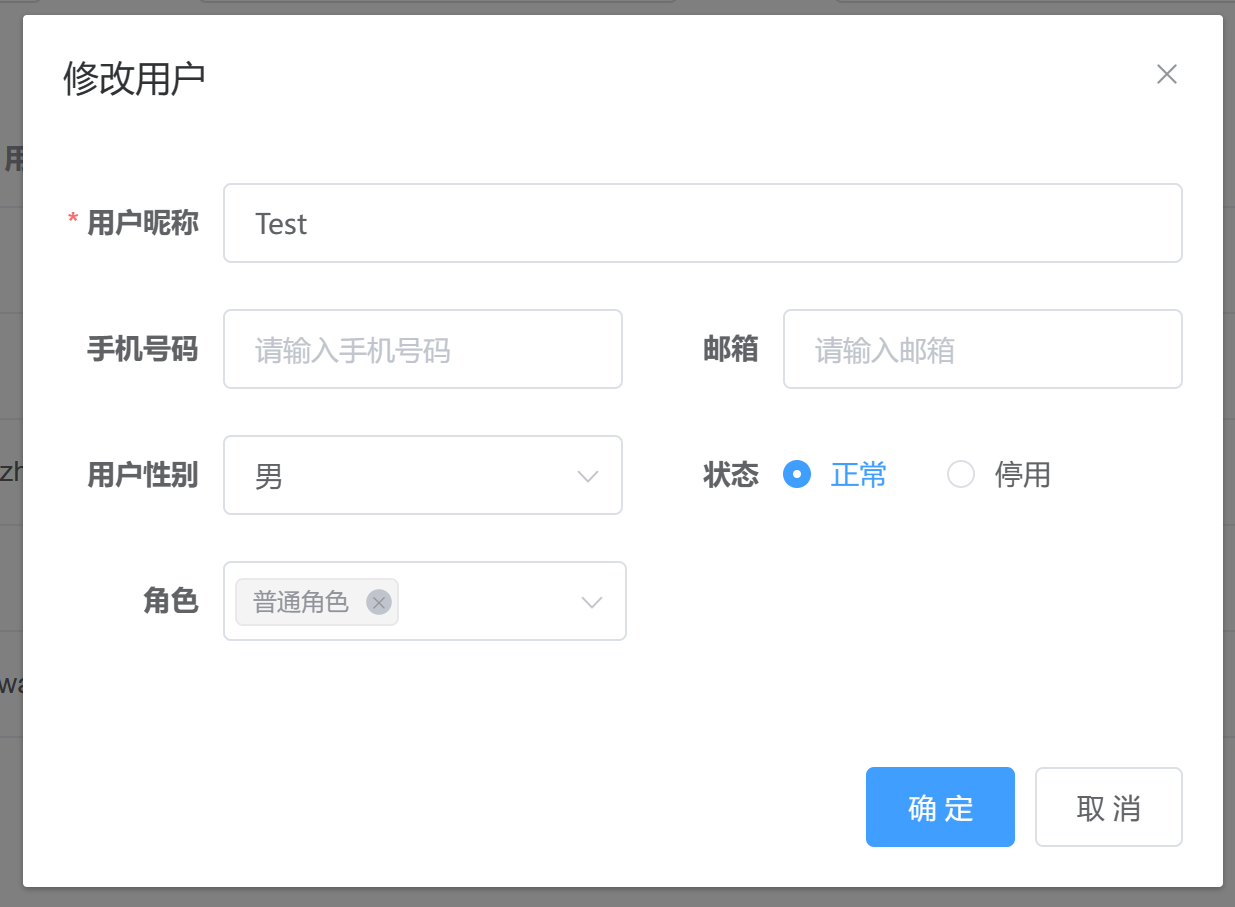 修改用户
用
* 用户昵称 Test
手机号码 请输入手机号码 邮箱 请输入邮箱
zh
用户性别 男 状态 正常 停用
角色 普通角色
wa
确 定 取 消